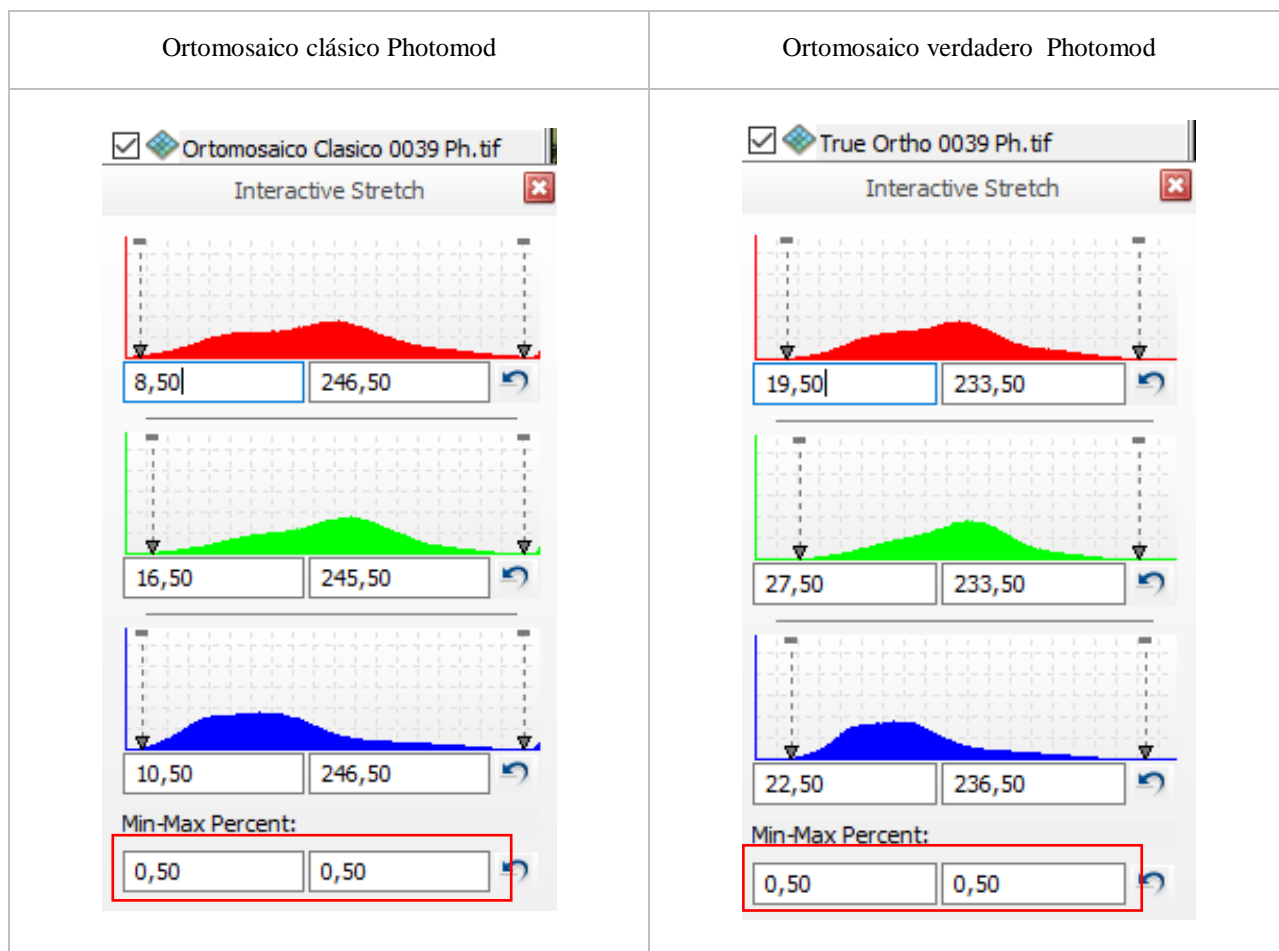 Ortomosaico clásico Photomod
Ortomosaico verdadero Photomod
Ortomosaico Clasico 0039 Ph.tif
Interactive Stretch
8,50 246,50
16,50 245,50
10,50 246,50
Min-Max Percent:
0,50 0,50
True Ortho 0039 Ph.tif
Interactive Stretch
19,50 233,50
27,50 233,50
22,50 236,50
Min-Max Percent:
0,50 0,50